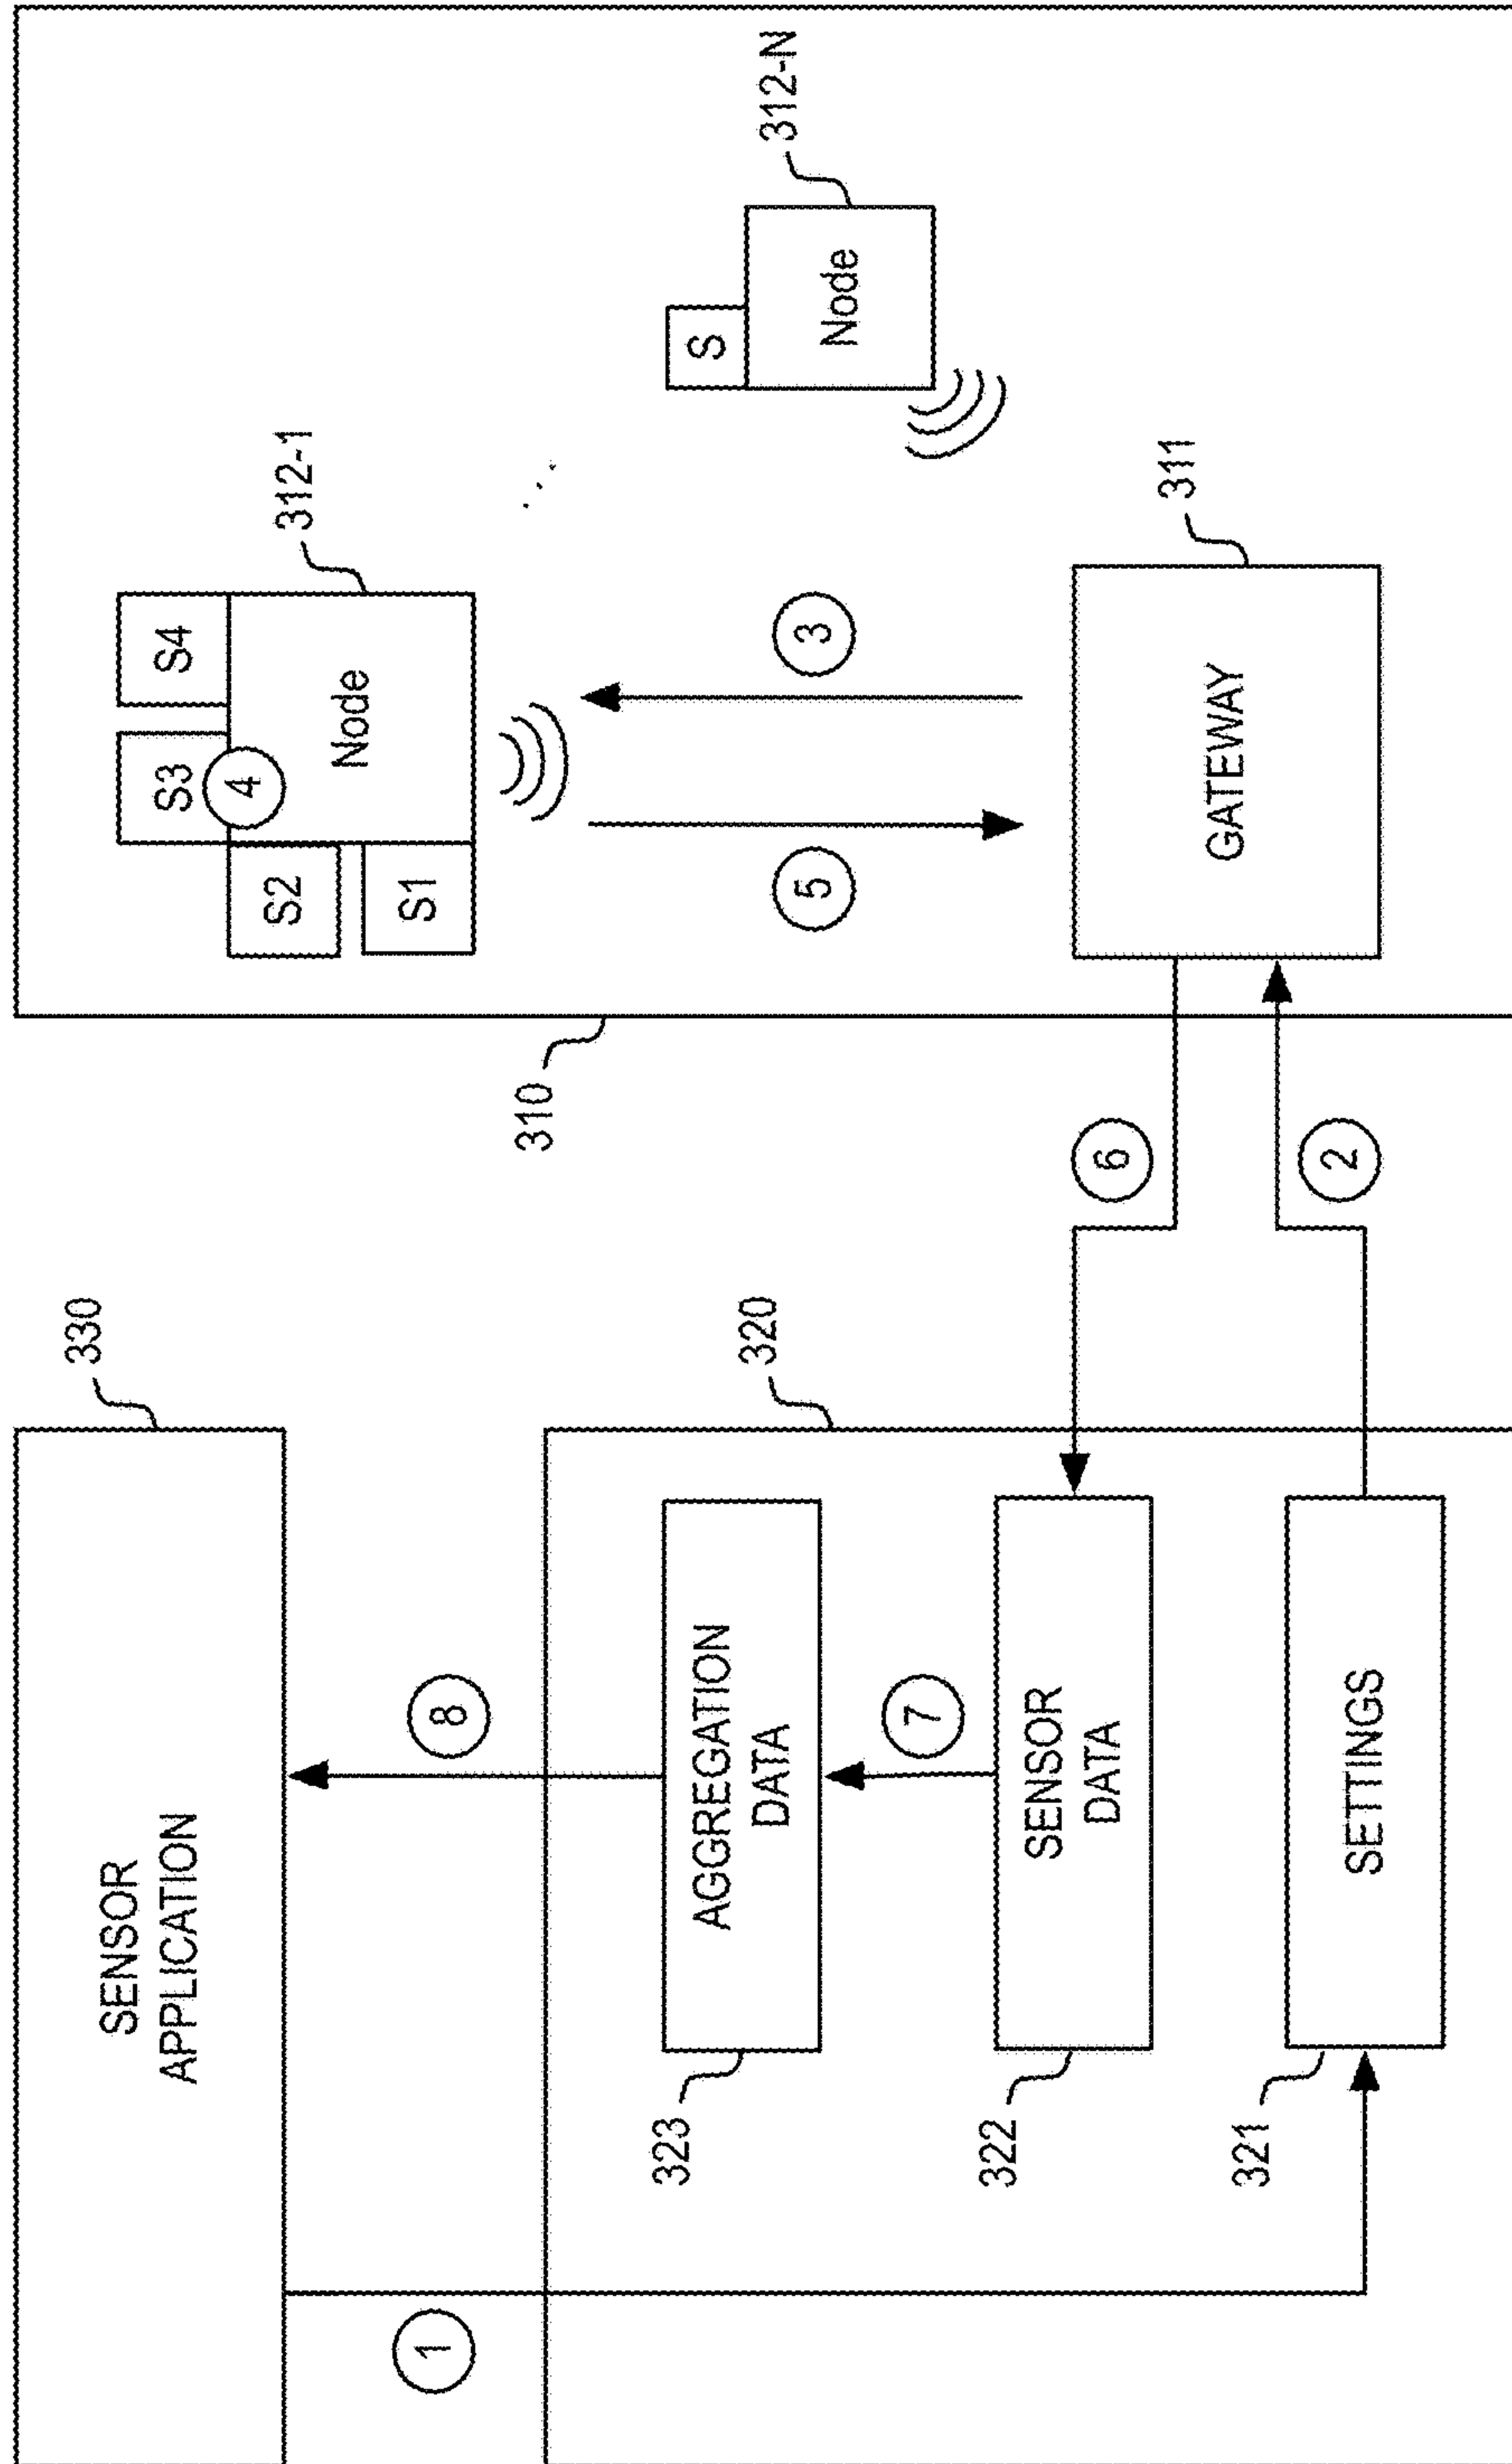 330
SENSOR
APPLICATION
1
8
320
AGGREGATION
DATA
323
7
SENSOR
DATA
322
SETTINGS
321
6
2
310
S3
S4
4
S2
S1
Node
312-1
S
Node
312-N
5
3
GATEWAY
311